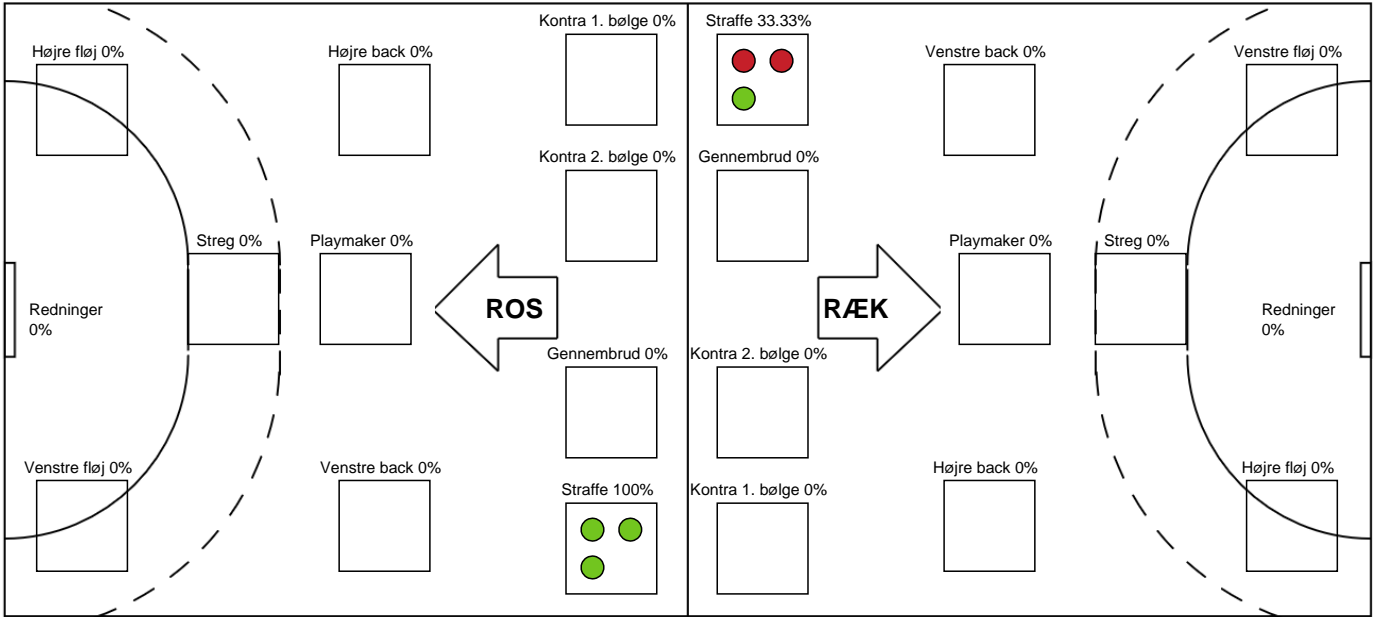 Kontra 1. bølge 0%
Straffe 33.33%
Højre fløj 0%
Højre back 0%
Venstre back 0%
Venstre fløj 0%
Kontra 2. bølge 0%
Gennembrud 0%
Streg 0%
Playmaker 0%
Playmaker 0%
Streg 0%
Redninger
0%
ROS
RÆK
Redninger
0%
Gennembrud 0%
Kontra 2. bølge 0%
Venstre fløj 0%
Venstre back 0%
Højre back 0%
Højre fløj 0%
Straffe 100%
Kontra 1. bølge 0%